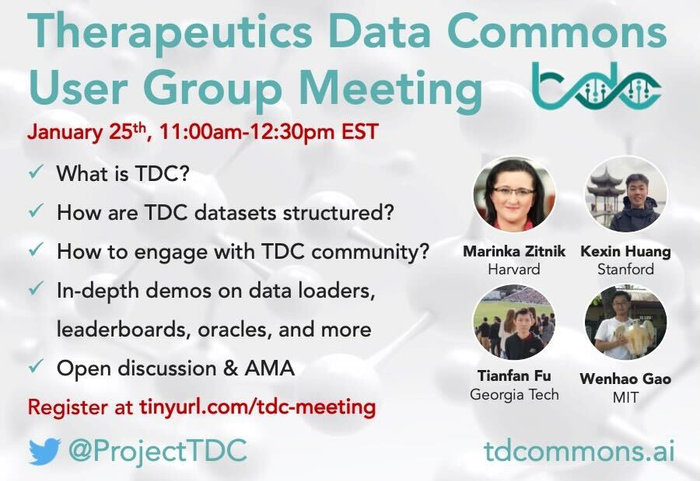 Therapeutics Data Commons
User Group Meeting
tdc
January 25th, 11:00am-12:30pm EST
✓ What is TDC?
✓ How are TDC datasets structured?
✓ How to engage with TDC community?
✓ In-depth demos on data loaders,
leaderboards, oracles, and more
✓ Open discussion & AMA
Register at tinyurl.com/tdc-meeting
Marinka Zitnik
Harvard
Kexin Huang
Stanford
Tianfan Fu
Georgia Tech
Wenhao Gao
MIT
@ProjectTDC
tdcommons.ai